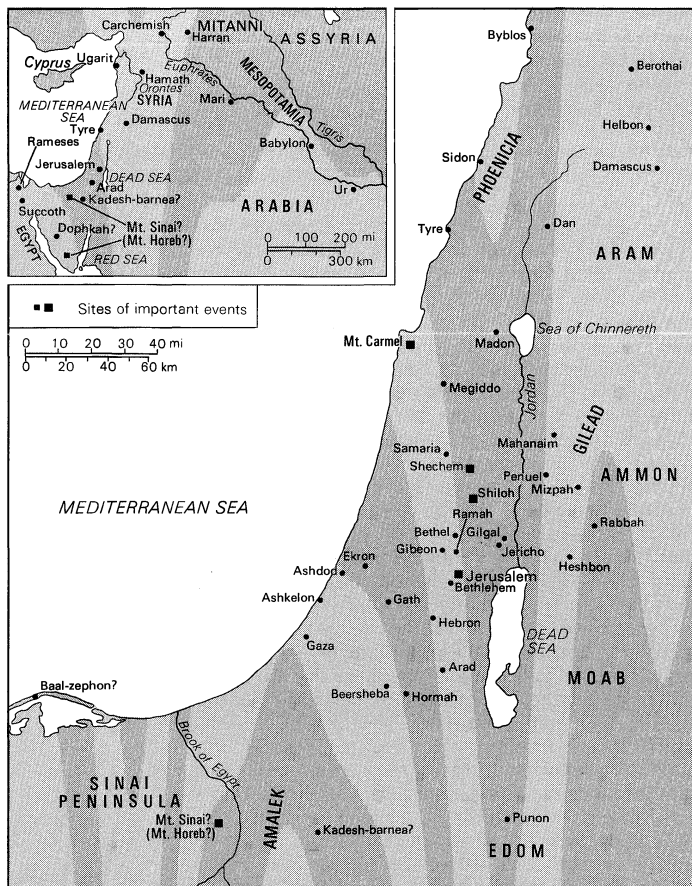 Carchemish
MITANNI
Harran
ASSYRIA
Cyprus
Ugarit
Euphrates
Hamath
Orontes
MESOPOTAMIA
SYRIA
Mari
MEDITERRANEAN
SEA
Tigris
Damascus
Tyre
Rameses
Babylon
Jerusalem
DEAD SEA
Arad
Kadesh-barnea?
Ur
ARABIA
Succoth
Mt. Sinai?
(Mt. Horeb?)
Dophkah?
EGYPT
RED SEA
0 100 200 mi
0 300 km
Sites of important events
0 10 20 30 40 mi
0 20 40 60 km
Byblos
Berothai
Helbon
Sidon
PHOENICIA
Damascus
Tyre
Dan
ARAM
Sea of Chinnereth
Mt. Carmel
Madon
Megiddo
Jordan
Mahanaim
GILEAD
Samaria
Shechem
Penuel
AMMON
Mizpah
Shiloh
MEDITERRANEAN SEA
Ramah
Rabbah
Bethel
Gilgal
Gibeon
Jericho
Ekron
Heshbon
Ashdod
Jerusalem
Bethlehem
Ashkelon
Gath
Hebron
DEAD
SEA
Gaza
Arad
MOAB
Baal-zephon?
Beersheba
Hormah
Brook of Egypt
SINAI
PENINSULA
Mt. Sinai?
(Mt. Horeb?)
AMALEK
Kadesh-barnea?
Punon
EDOM